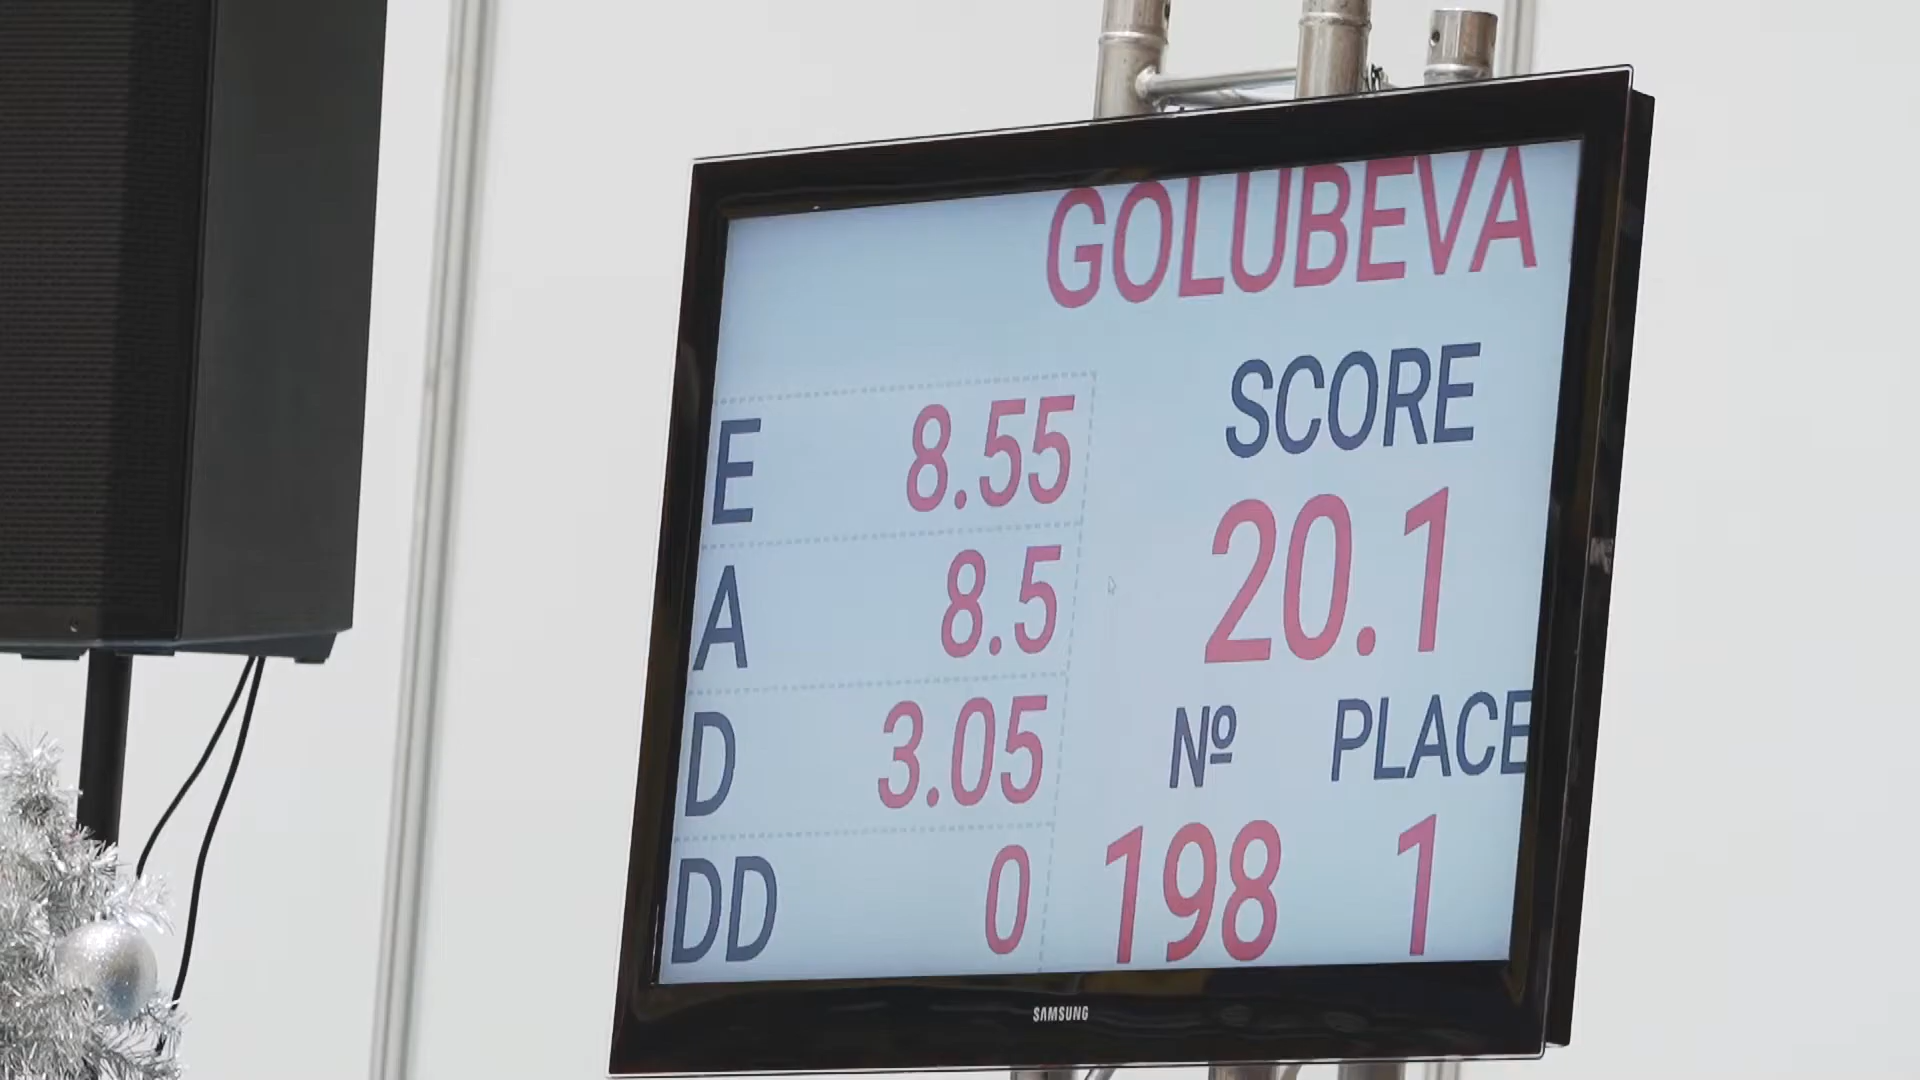 GOLUBEVA
E 8.55
A 8.5
D 3.05
DD 0
SCORE
20.1
Nº PLACE
198 1
SAMSUNG